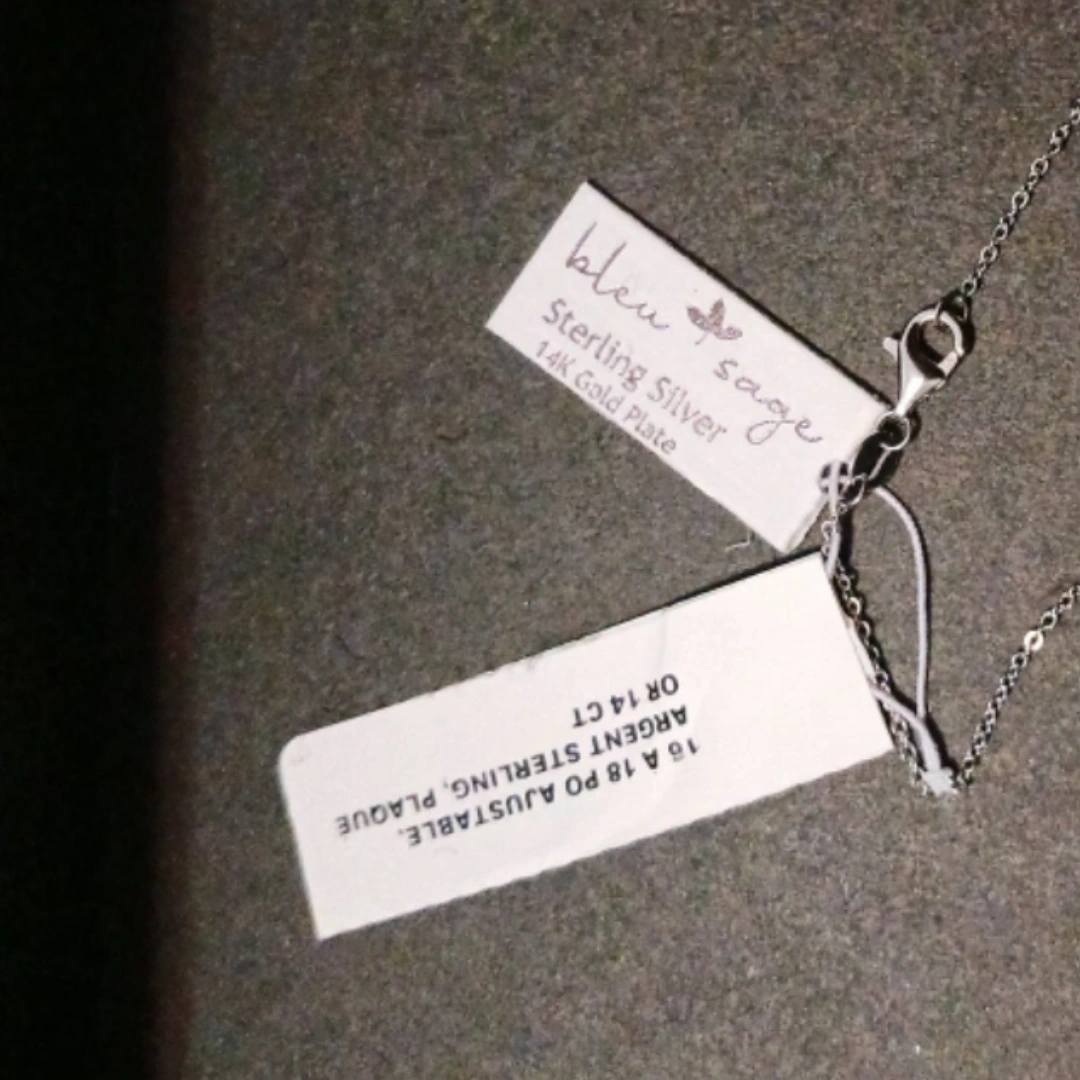 bleu sage
Sterling Silver
14K Gold Plate
16 A 18 PO AJUSTABLE,
ARGENT STERLING, PLAQUE
OR 14 CT